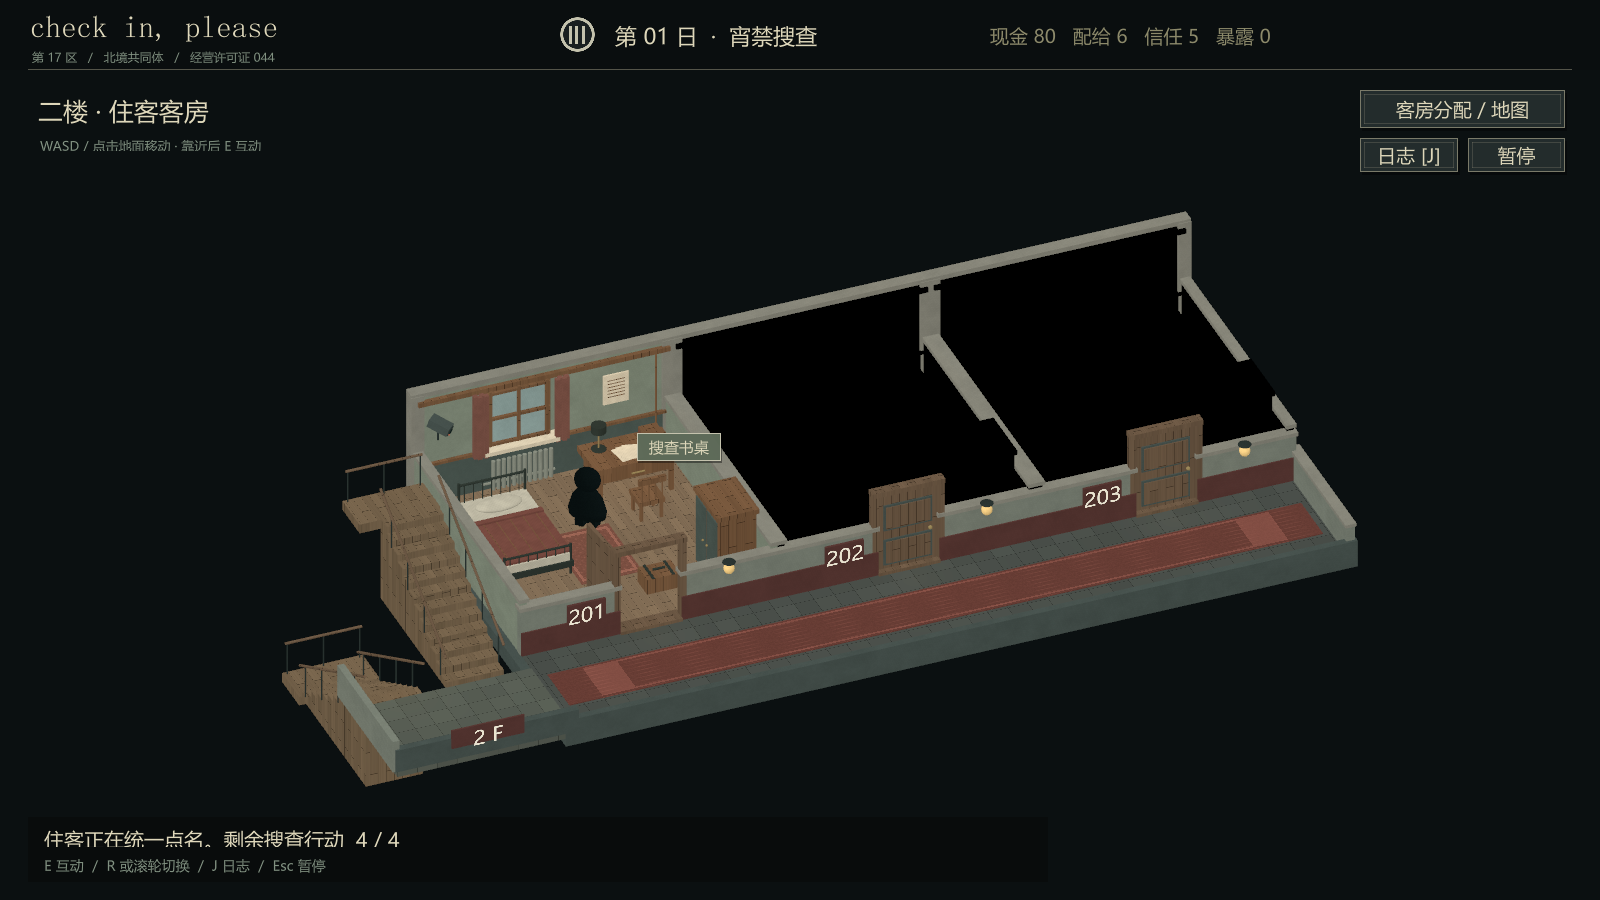 check in, please
第 17 区 / 北境共同体 / 经营许可证 044
第 01 日 · 宵禁搜查
现金 80 配给 6 信任 5 暴露 0
二楼 · 住客客房
WASD / 点击地面移动 · 靠近后 E 互动
客房分配 / 地图
日志 [J]
暂停
搜查书桌
203
202
201
2 F
住客正在统一点名。剩余搜查行动 4 / 4
E 互动 / R 或滚轮切换 / J 日志 / Esc 暂停